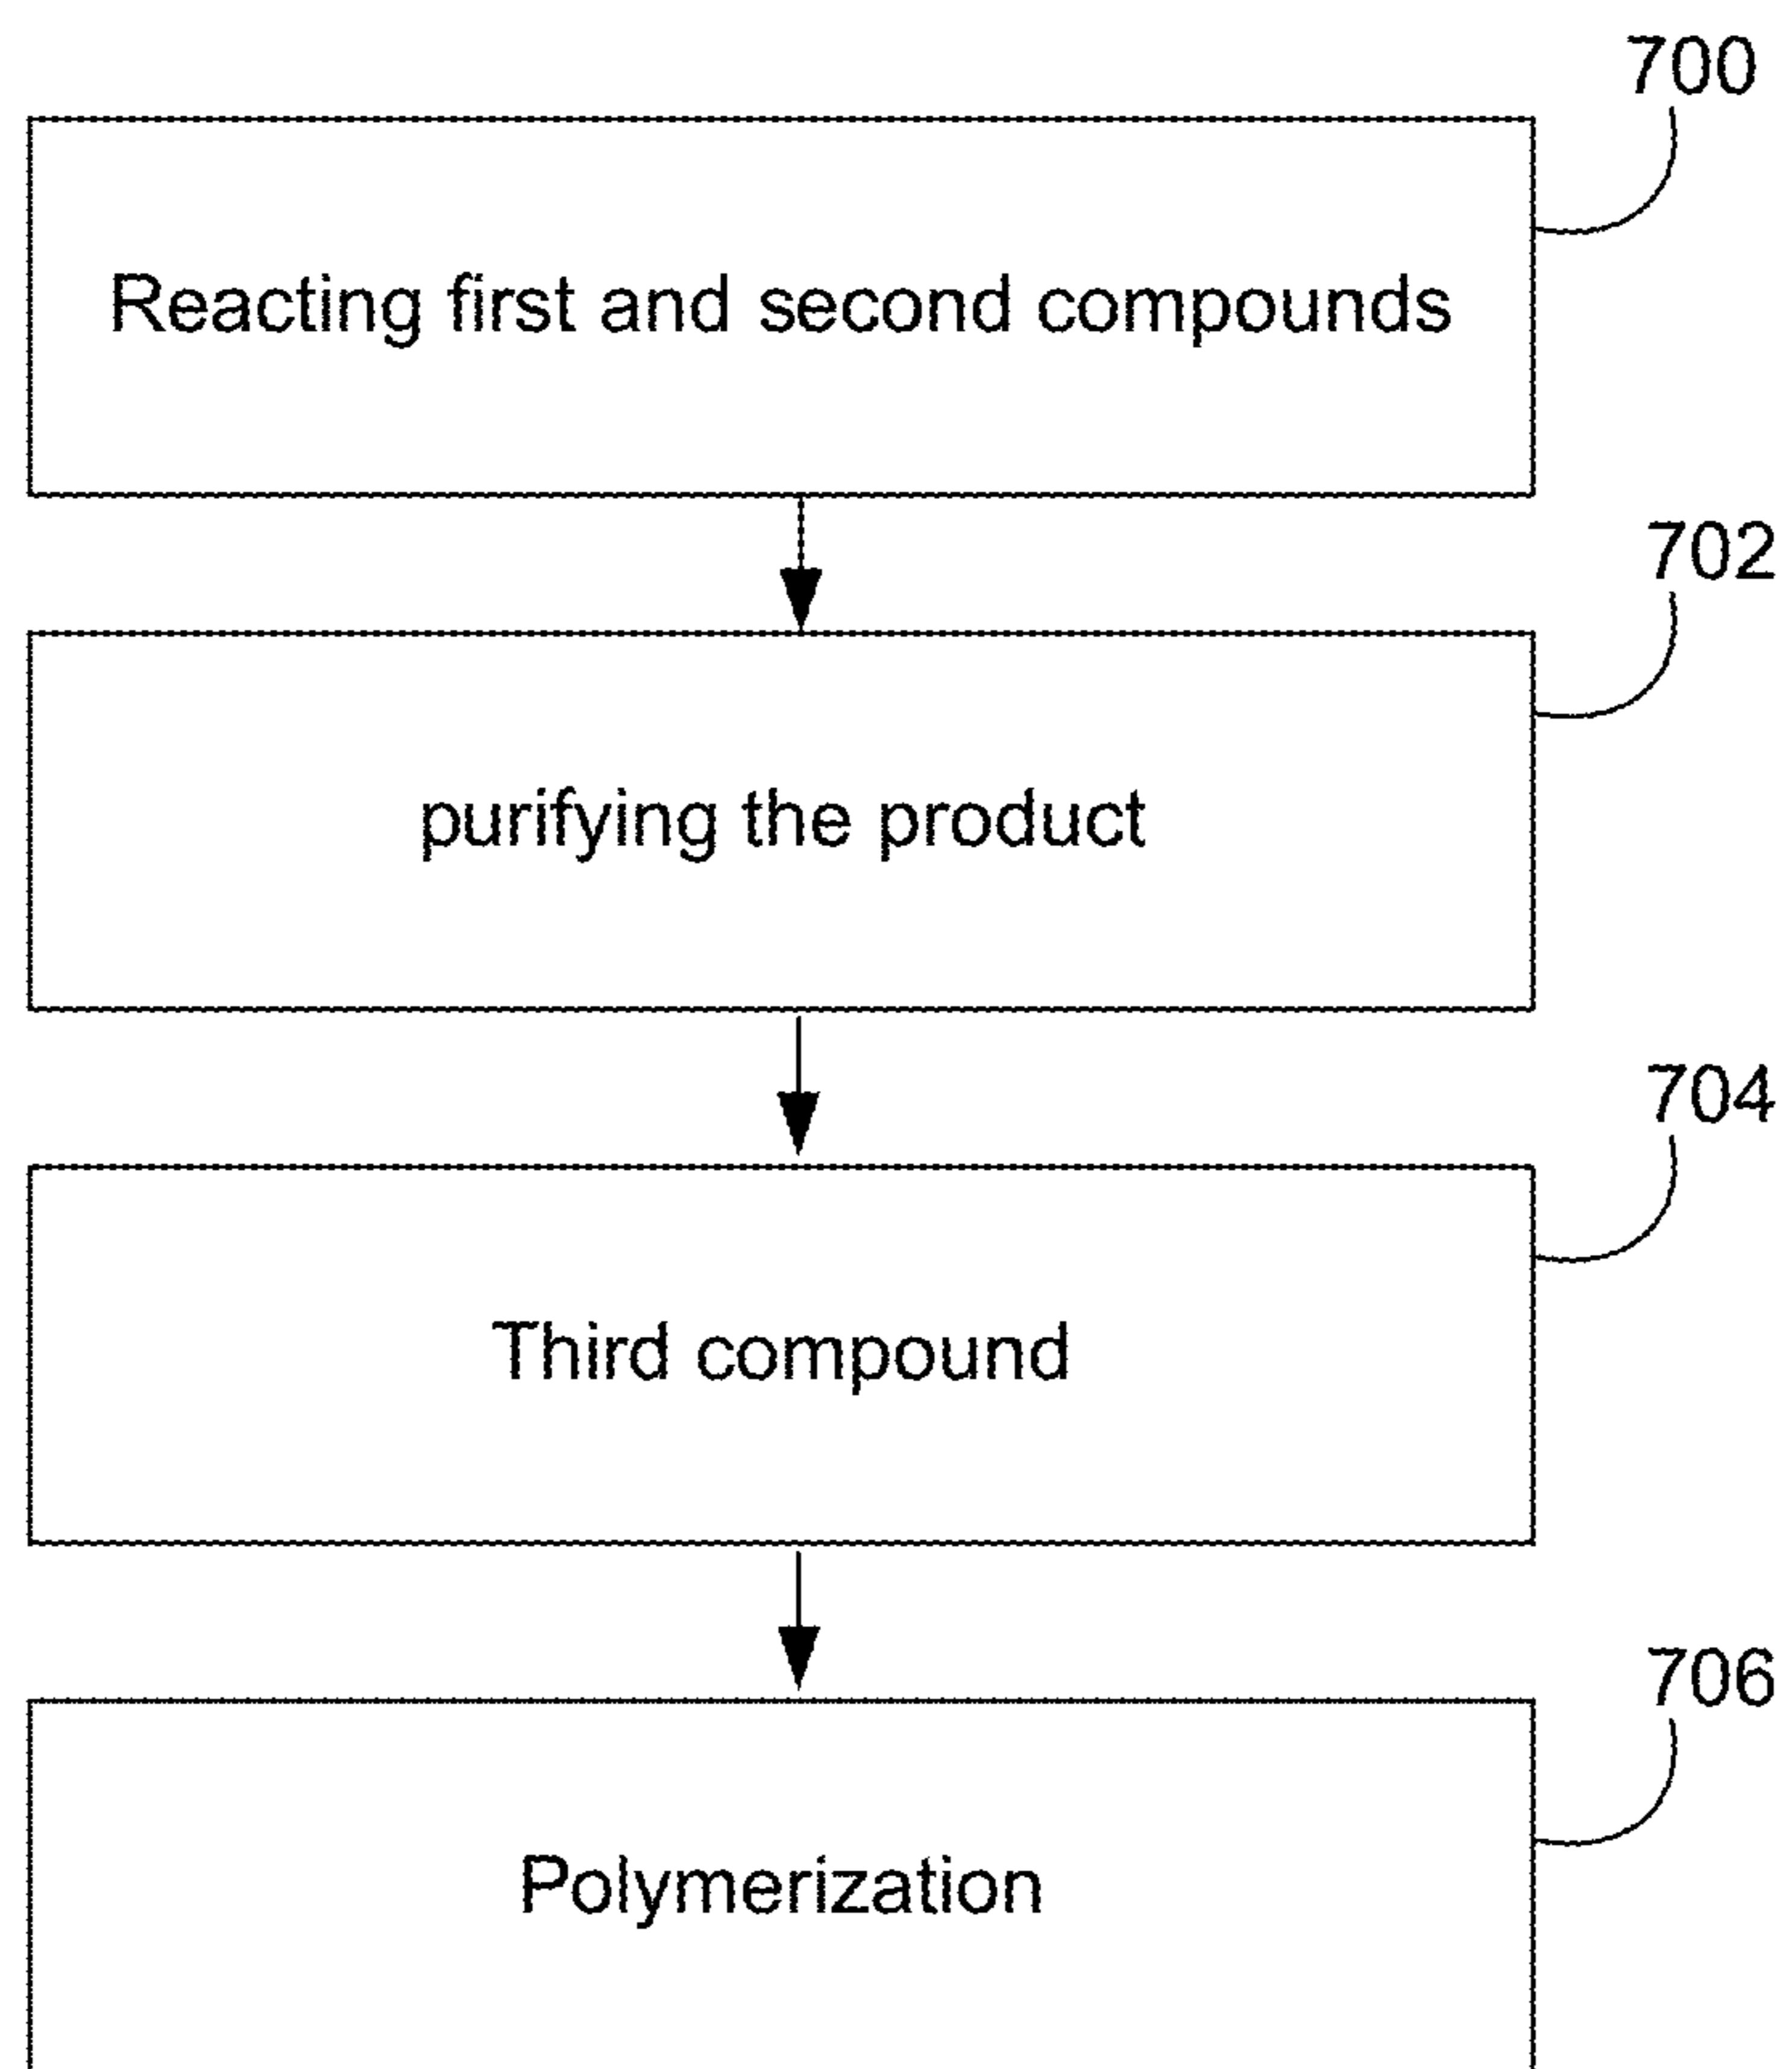 700
Reacting first and second compounds
702
purifying the product
704
Third compound
706
Polymerization